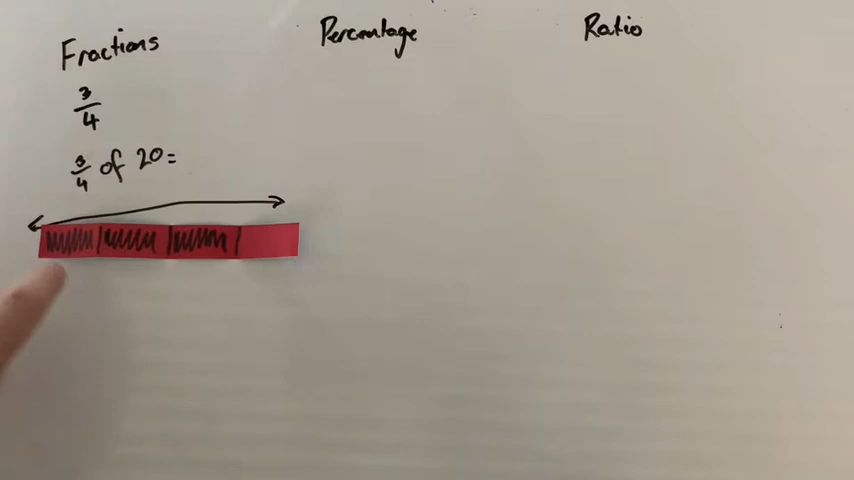 Fractions
Percentage
Ratio
3/4
3/4 of 20=